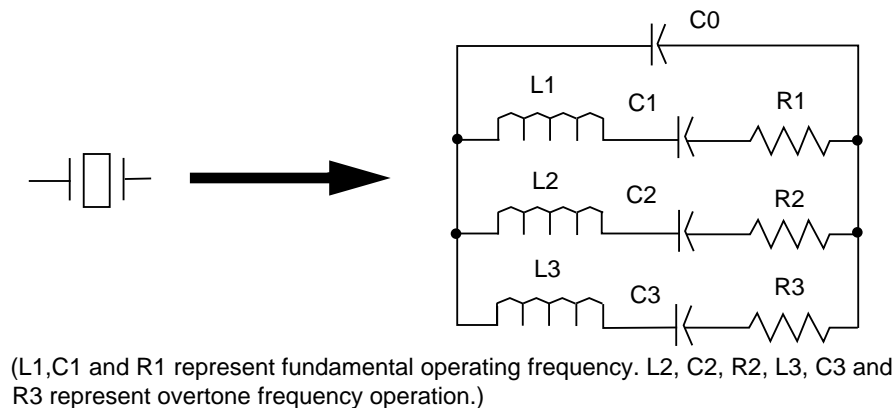 C0
L1
C1
R1
L2
C2
R2
L3
C3
R3
(L1,C1 and R1 represent fundamental operating frequency. L2, C2, R2, L3, C3 and
R3 represent overtone frequency operation.)